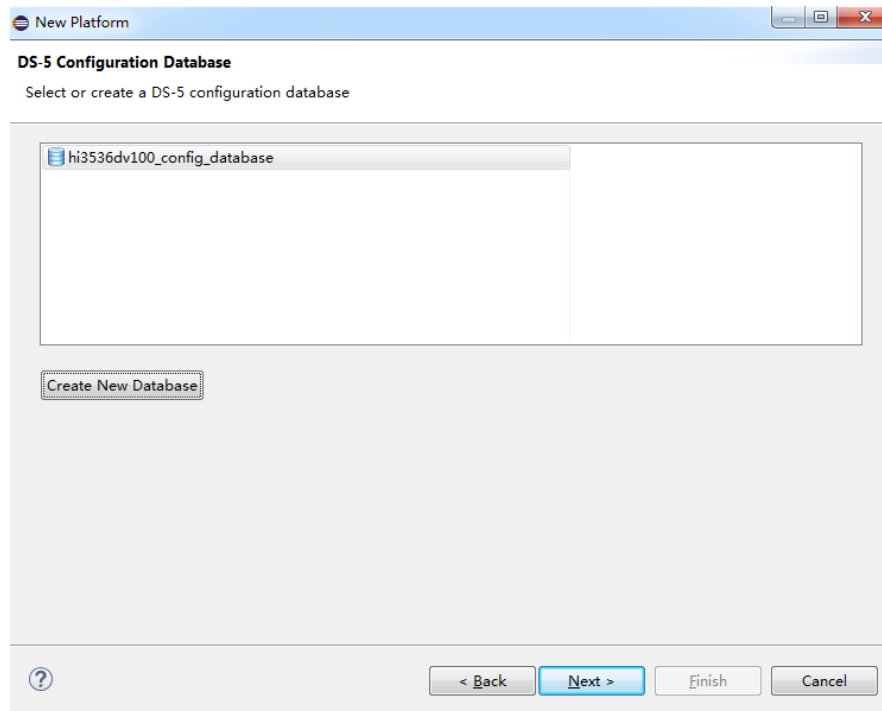 New Platform
DS-5 Configuration Database
Select or create a DS-5 configuration database
hi3536dv100_config_database
Create New Database
?
< Back
Next >
Finish
Cancel